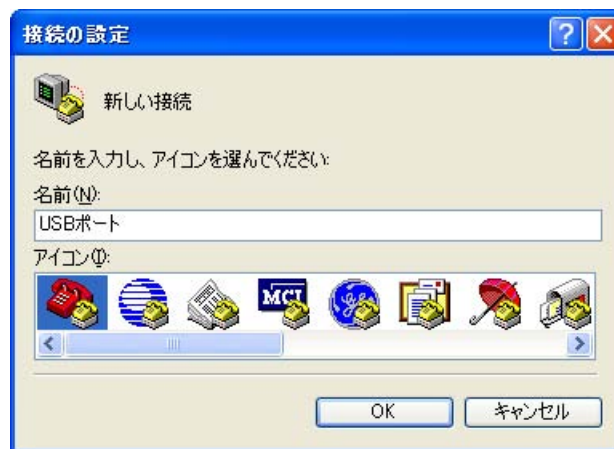 接続の設定
新しい接続
名前を入力し、アイコンを選んでください:
名前(N):
USBポート
アイコン(I):
MCI
OK
キャンセル